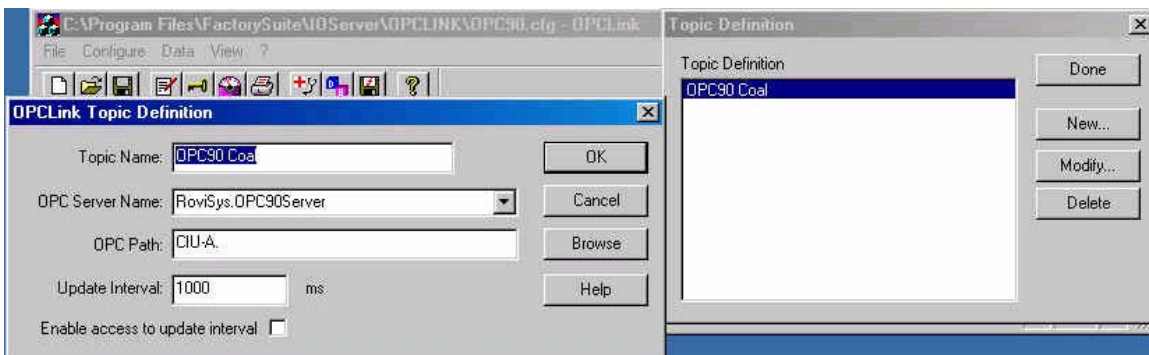 C:\Program Files\FactorySuite\IOServer\OPCLINK\OPC90.cfg - OPCLink
File Configure Data View ?
OPCLink Topic Definition
Topic Name: OPC90 Coal
OK
OPC Server Name: RoviSys.OPC90Server
Cancel
OPC Path: CIU-A.
Browse
Update Interval: 1000 ms
Help
Enable access to update interval
Topic Definition
Topic Definition
Done
OPC90 Coal
New...
Modify...
Delete